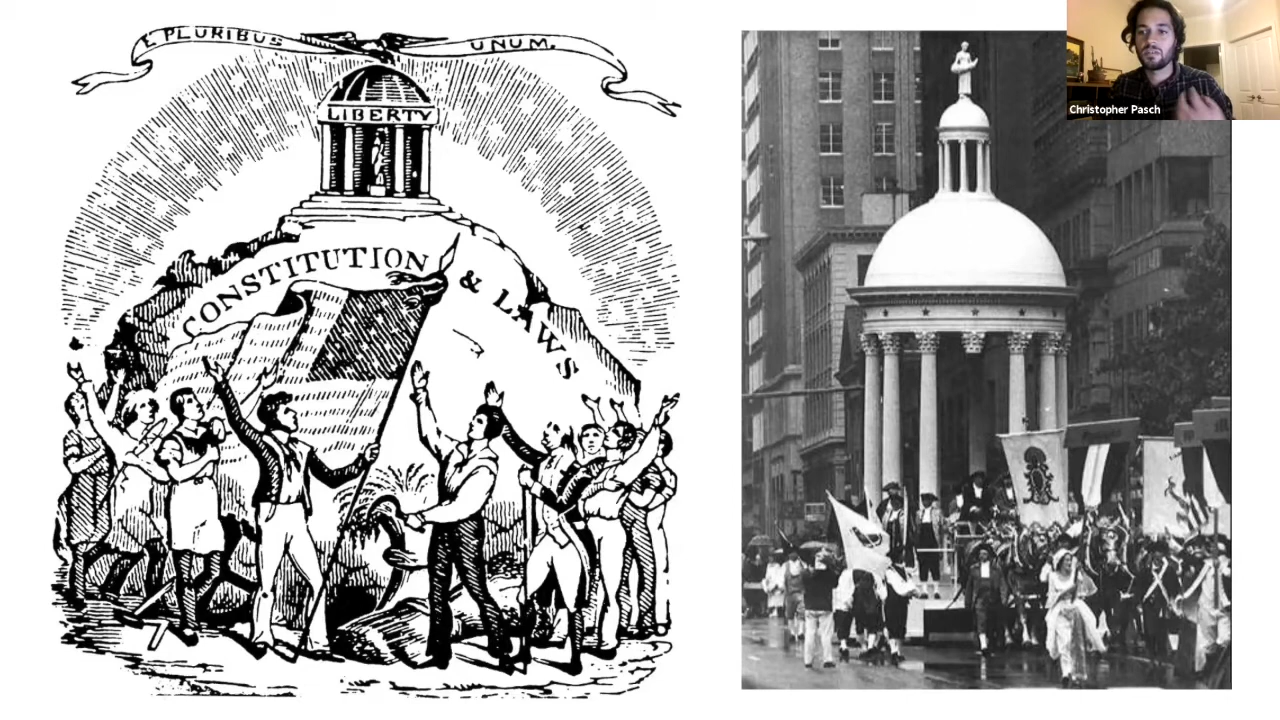 E PLURIBUS UNUM.
LIBERTY
CONSTITUTION & LAWS
Christopher Pasch